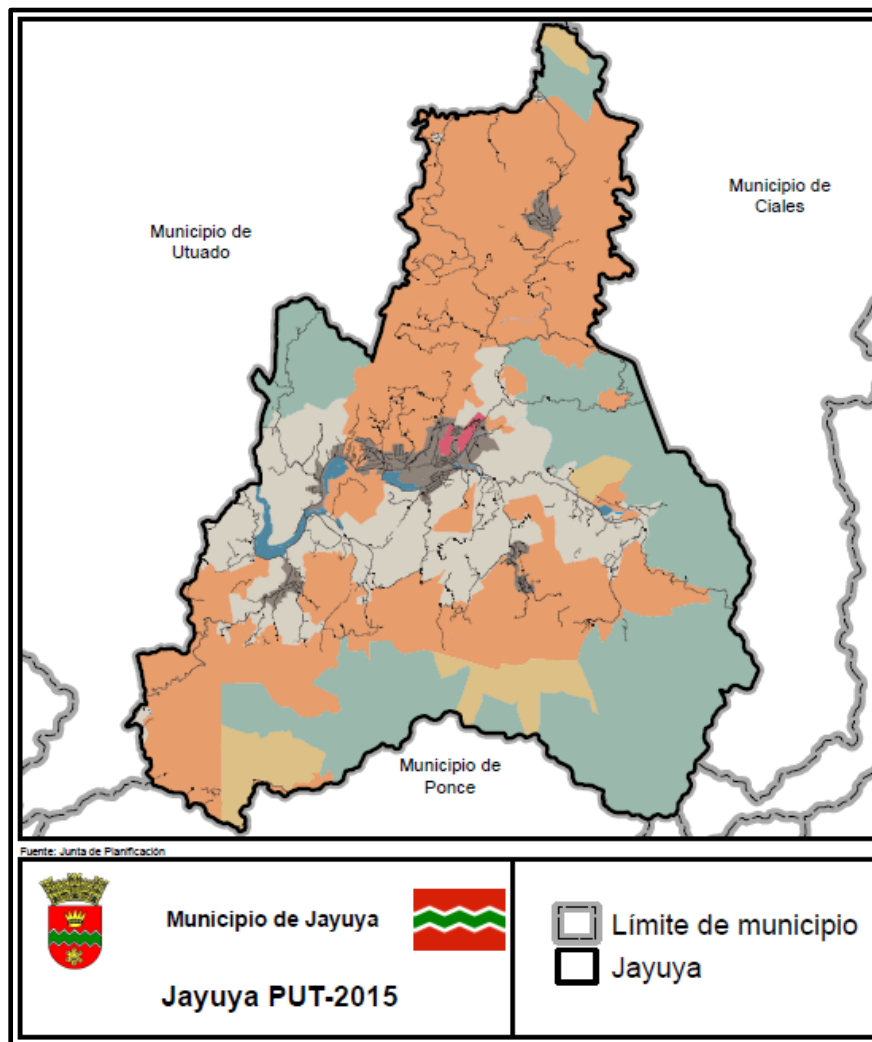 Municipio de
Ciales
Municipio de
Utuado
Municipio de
Ponce
Fuente: Junta de Planificación
Municipio de Jayuya
Jayuya PUT-2015
Límite de municipio
Jayuya